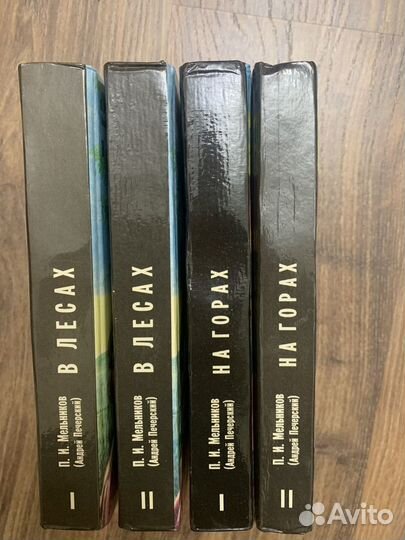 В ЛЕСАХ
П. И. Мельников
(Андрей Печерский)
I
В ЛЕСАХ
П. И. Мельников
(Андрей Печерский)
II
НА ГОРАХ
П. И. Мельников
(Андрей Печерский)
I
НА ГОРАХ
П. И. Мельников
(Андрей Печерский)
II
Avito